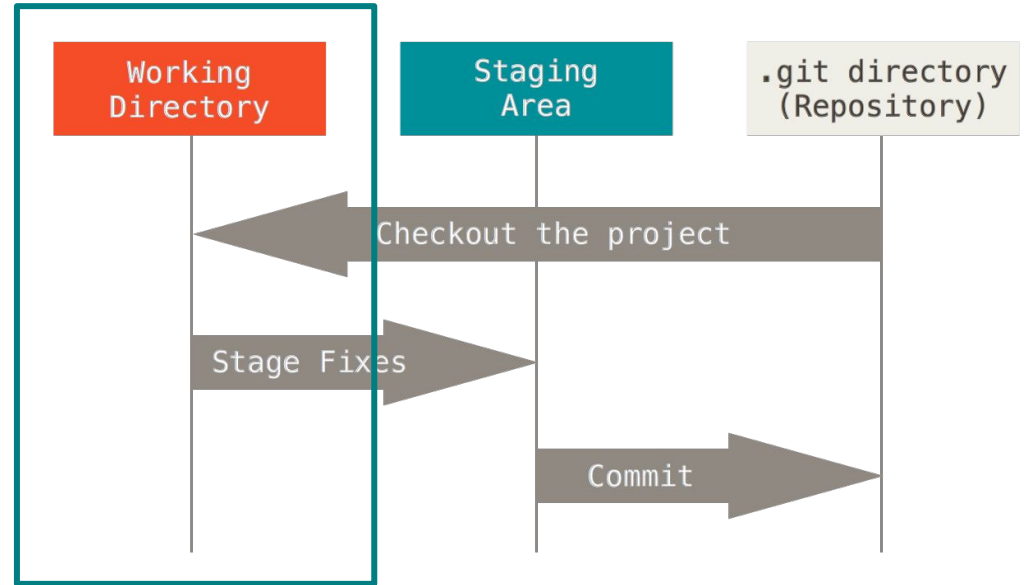 Working
Directory
Staging
Area
.git directory
(Repository)
Checkout the project
Stage Fixes
Commit